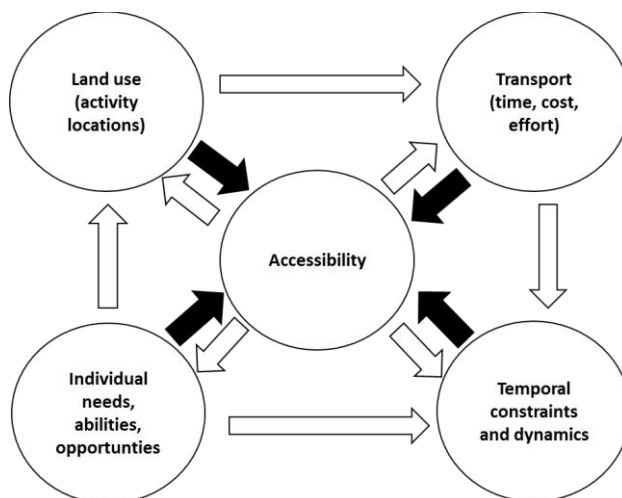 Land use
(activity
locations)
Transport
(time, cost,
effort)
Accessibility
Individual
needs,
abilities,
opportunties
Temporal
constraints
and dynamics